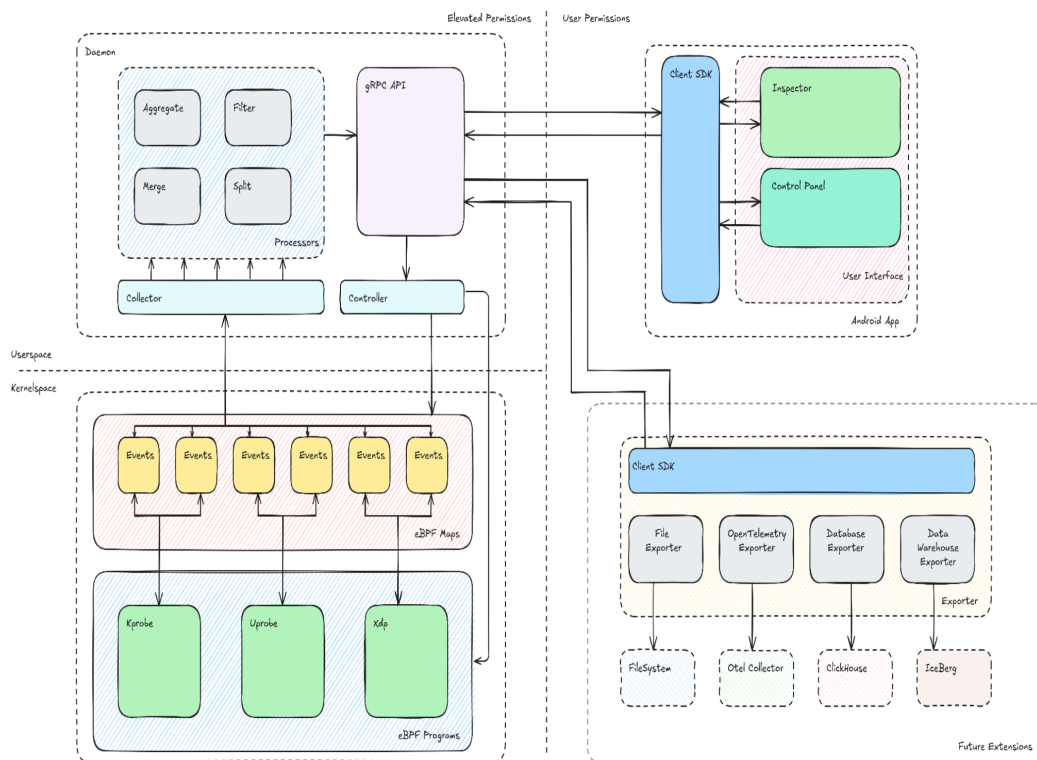 Elevated Permissions
User Permissions
Daemon
gRPC API
Client SDK
Inspector
Aggregate
Filter
Merge
Split
Control Panel
Processors
User Interface
Collector
Controller
Android App
Userspace
Kernelspace
Events
Events
Events
Events
Events
Events
eBPF Maps
Client SDK
File
Exporter
OpenTelemetry
Exporter
Database
Exporter
Data
Warehouse
Exporter
Exporter
Kprobe
Uprobe
Xdp
eBPF Programs
FileSystem
Otel Collector
ClickHouse
IceBerg
Future Extensions